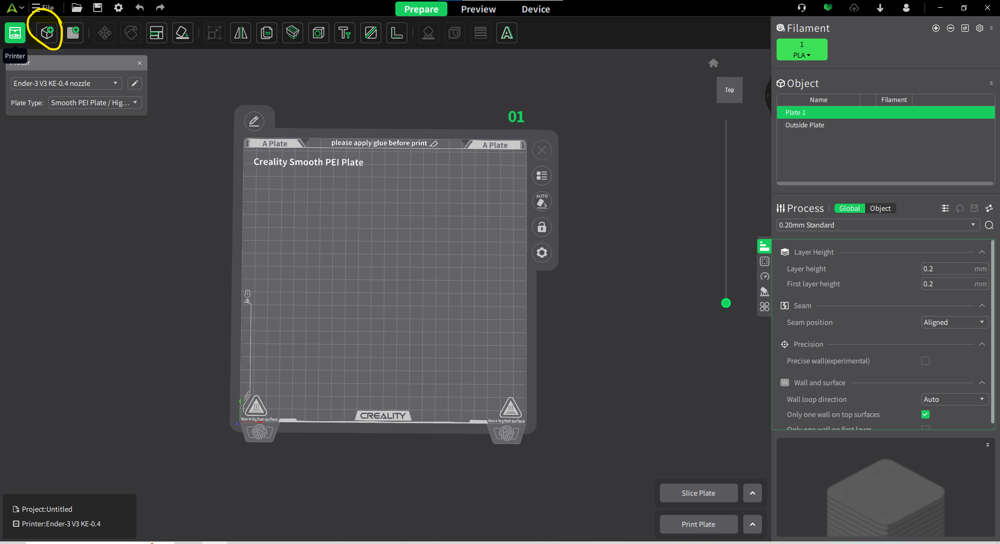 File
Prepare
Preview
Device
Printer
Ender-3 V3 KE-0.4 nozzle
Plate Type:
Smooth PEI Plate / Hig...
Top
01
A Plate
please apply glue before print
A Plate
Creality Smooth PEI Plate
AUTO
Warning hot surface
CREALITY
Warning hot surface
Project:Untitled
Printer:Ender-3 V3 KE-0.4
Slice Plate
Print Plate
Filament
1
PLA
Object
Name
Filament
Plate 1
Outside Plate
Process
Global
Object
0.20mm Standard
Layer Height
Layer height
0.2
mm
First layer height
0.2
mm
Seam
Seam position
Aligned
Precision
Precise wall(experimental)
Wall and surface
Wall loop direction
Auto
Only one wall on top surfaces
Only one wall on first layer